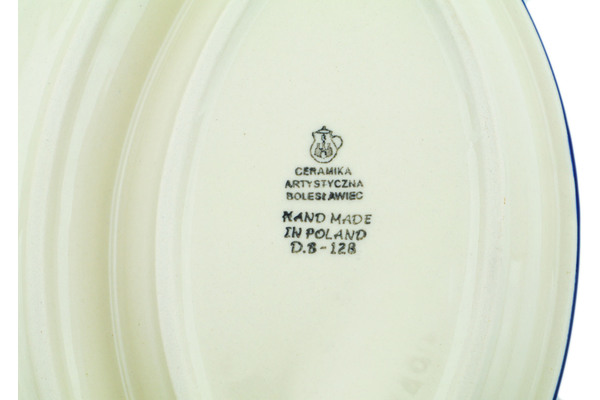 CERAMIKA
ARTYSTYCZNA
BOLESŁAWIEC
HAND MADE
IN POLAND
D.B-128